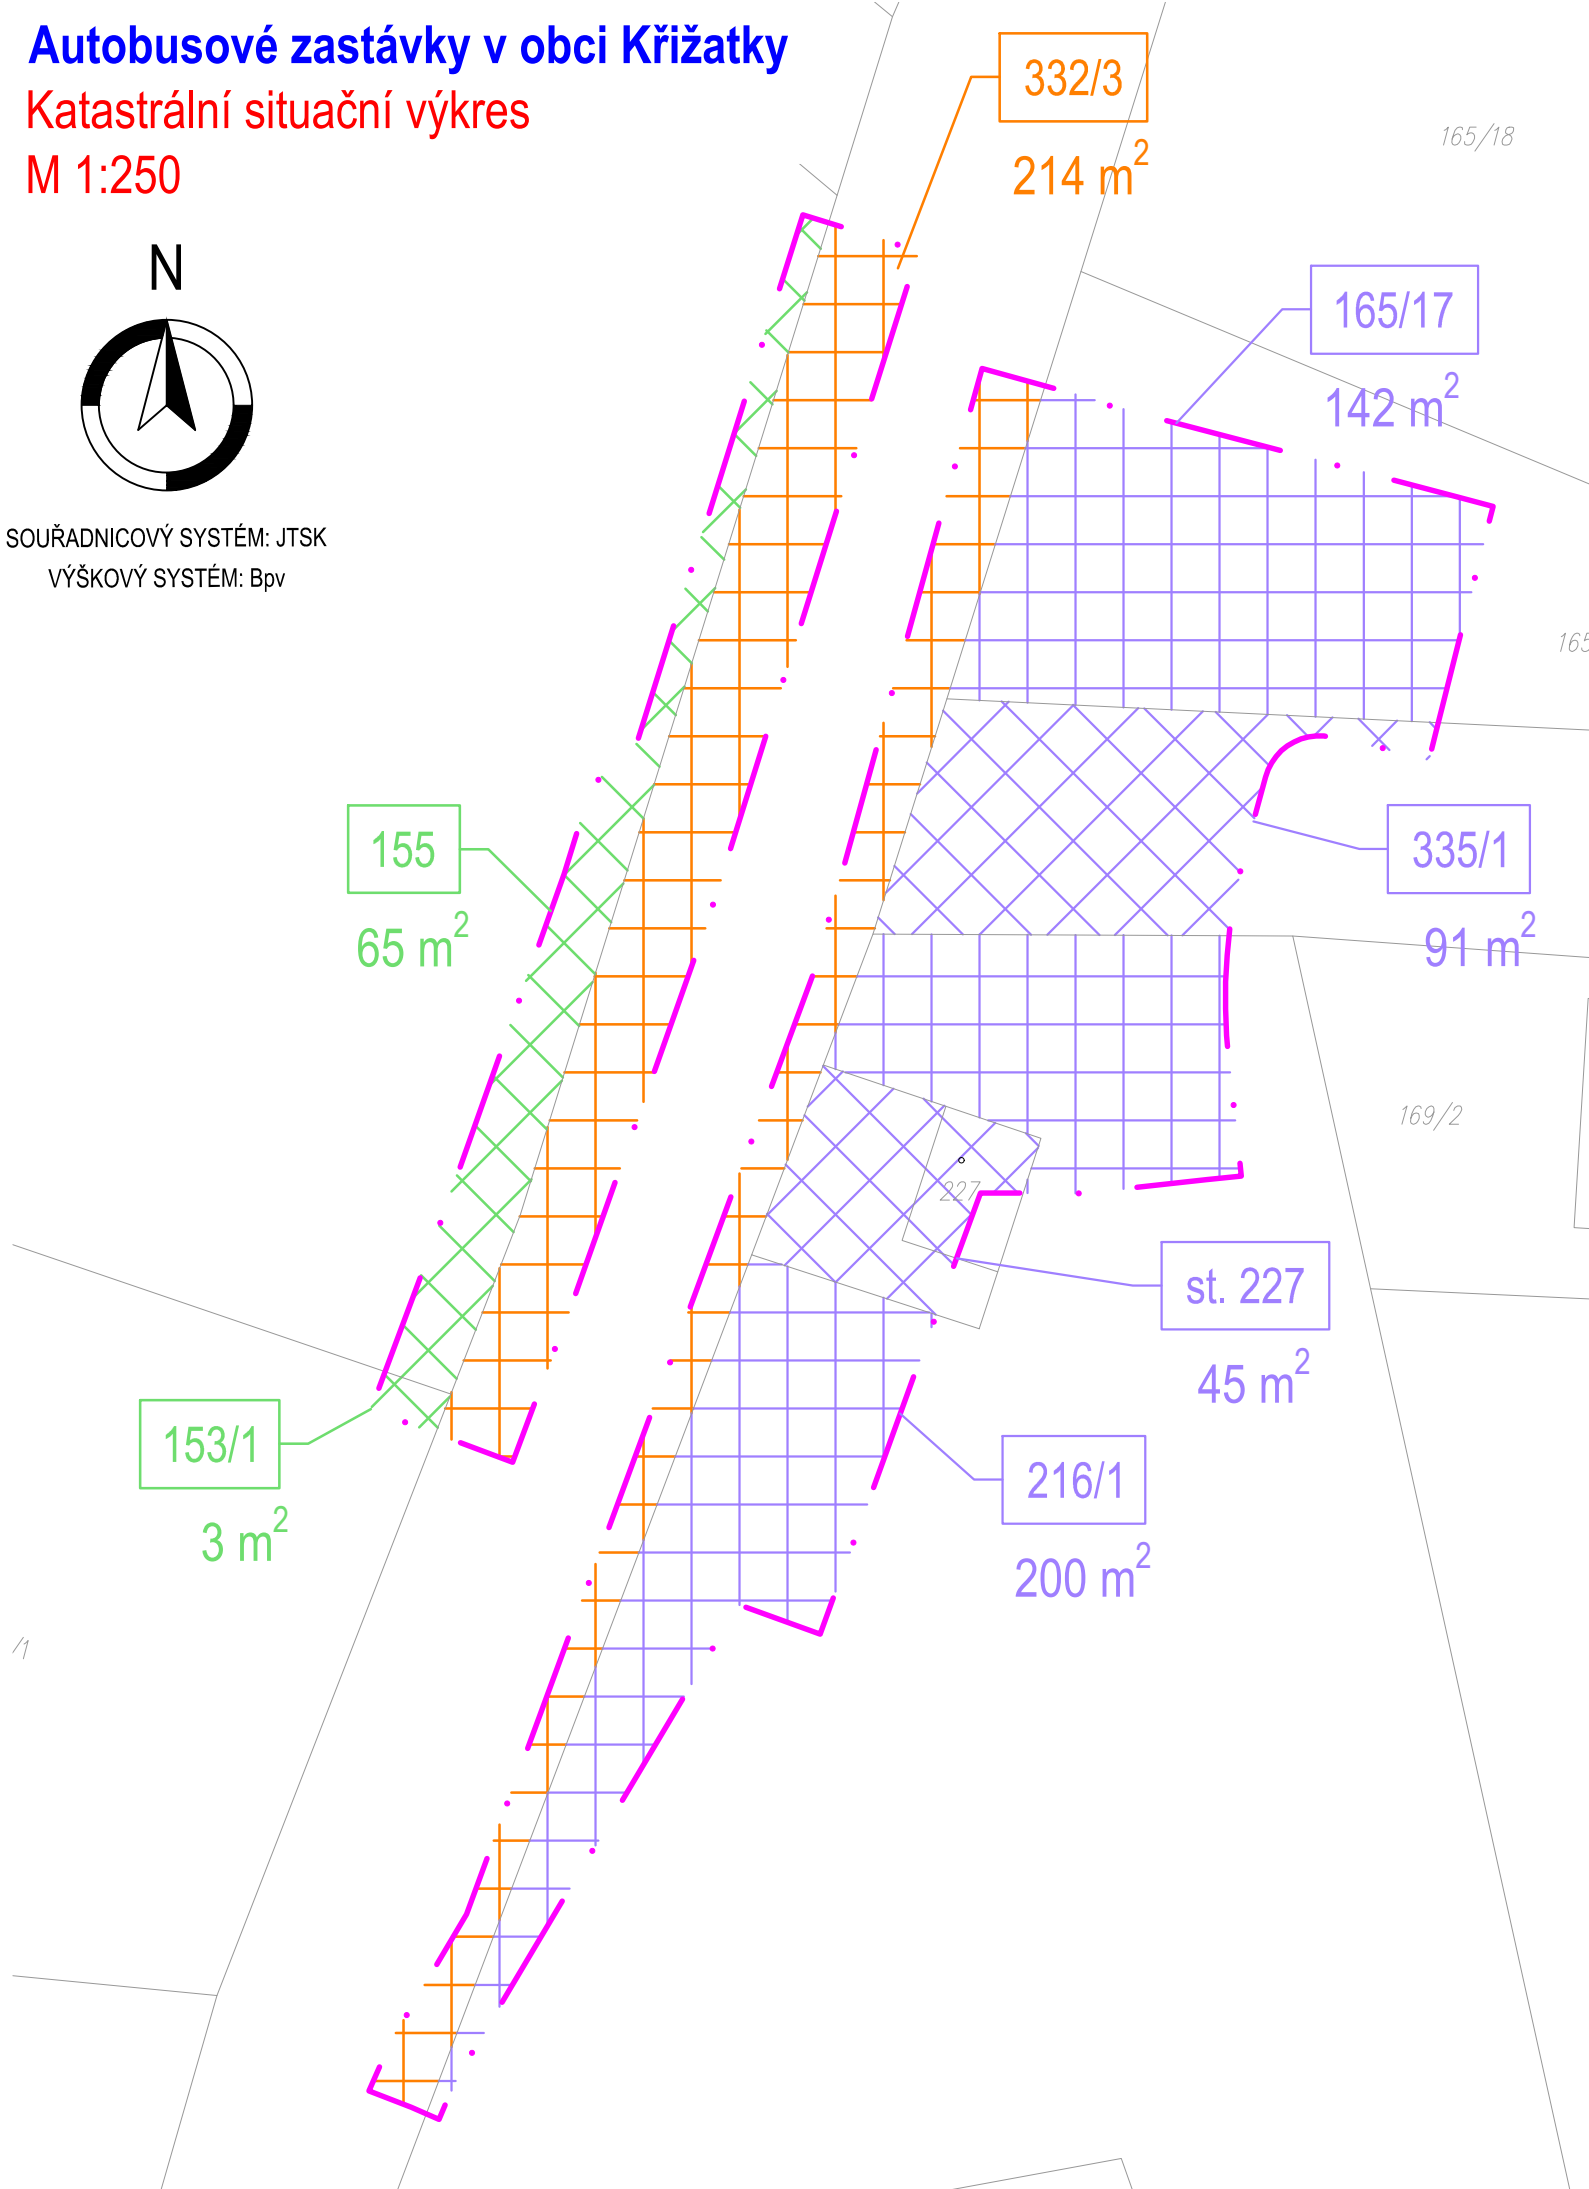 Autobusové zastávky v obci Křižatky
Katastrální situační výkres
M 1:250
N
SOUŘADNICOVÝ SYSTÉM: JTSK
VÝŠKOVÝ SYSTÉM: Bpv
332/3
214 m²
165/18
165/17
142 m²
165
155
65 m²
335/1
91 m²
169/2
227
st. 227
45 m²
153/1
3 m²
216/1
200 m²
/1